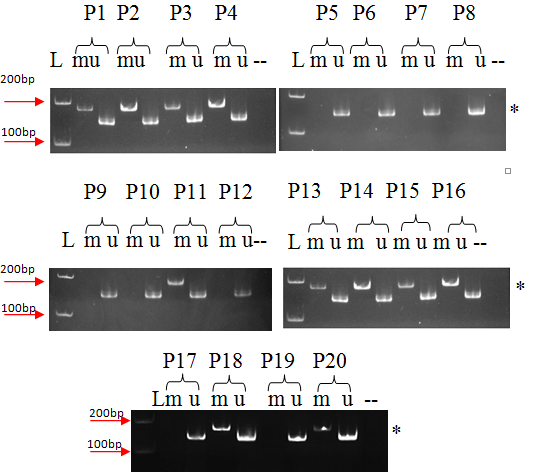 P1 P2 P3 P4
P5 P6 P7 P8
L mu mu m u m u --
m u m u m u m u --
200bp
100bp
*
P9 P10 P11 P12
P13 P14 P15 P16
L m u m u m u m u--
L m u m u m u m u --
200bp
100bp
*
P17 P18 P19 P20
Lm u m u m u m u --
200bp
100bp
*